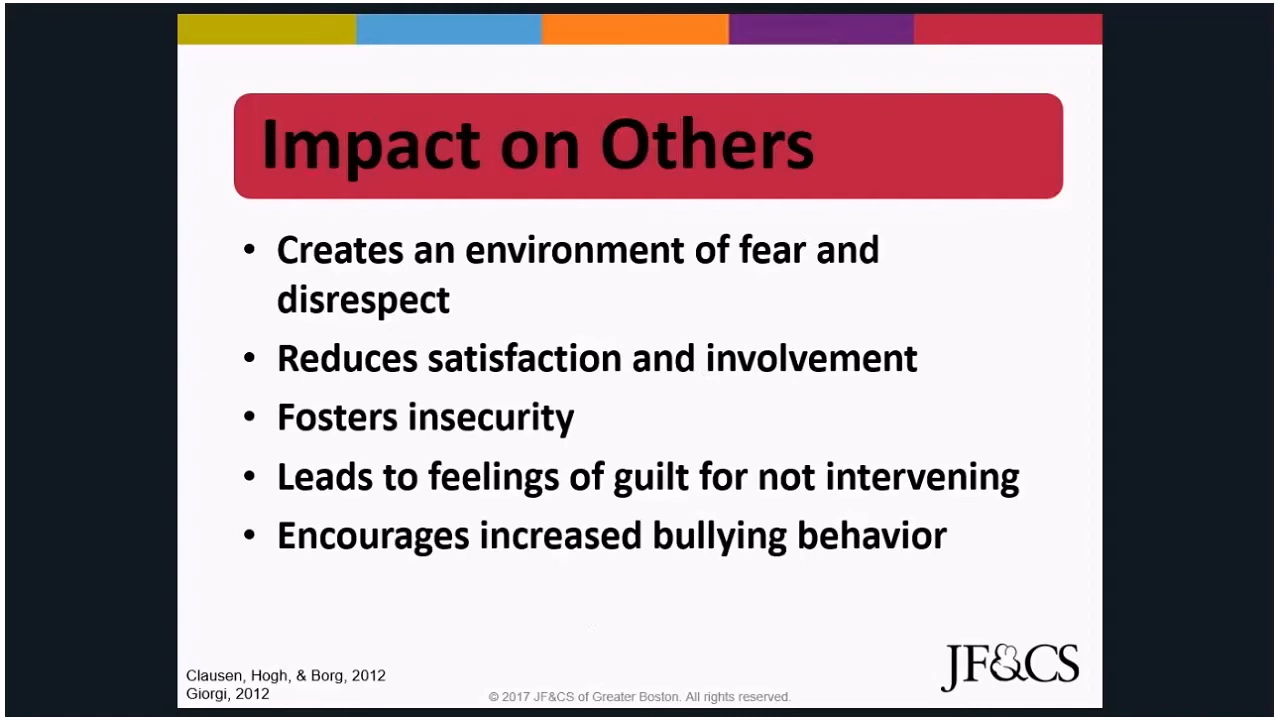 Impact on Others
• Creates an environment of fear and
disrespect
• Reduces satisfaction and involvement
• Fosters insecurity
• Leads to feelings of guilt for not intervening
• Encourages increased bullying behavior
Clausen, Hogh, & Borg, 2012
Giorgi, 2012
© 2017 JF&CS of Greater Boston. All rights reserved.
JF&CS